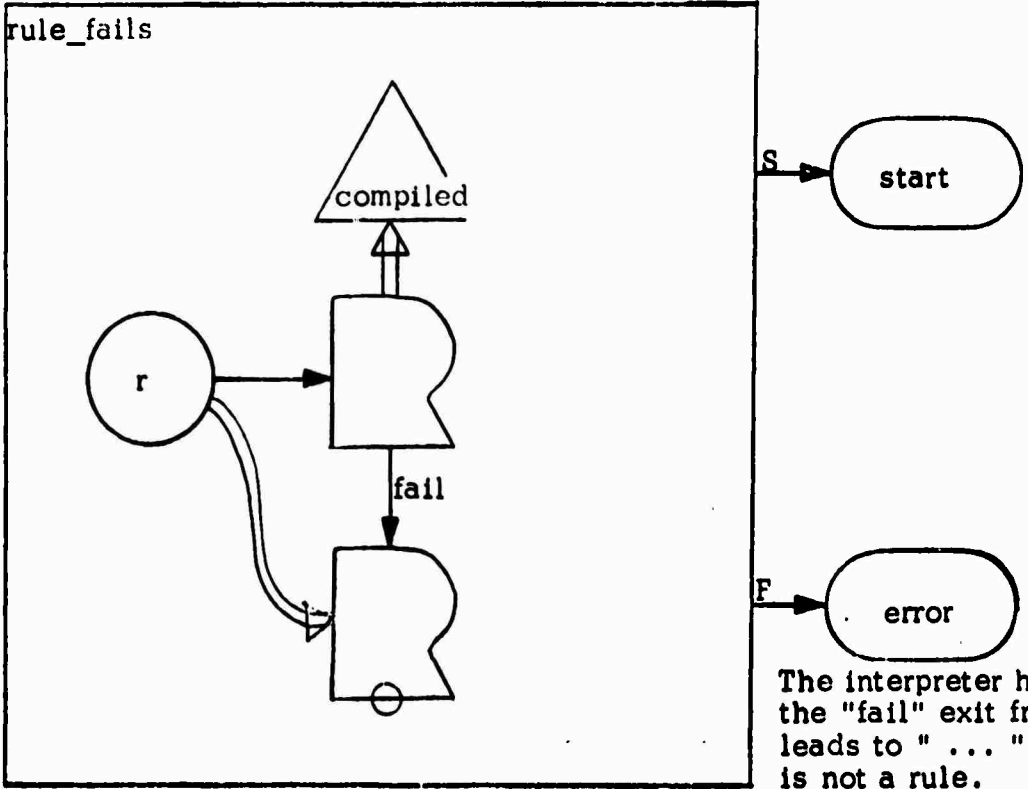 rule_fails
compiled
S
start
r
fail
F
error
The interpreter h
the "fail" exit fr
leads to " ... "
is not a rule.